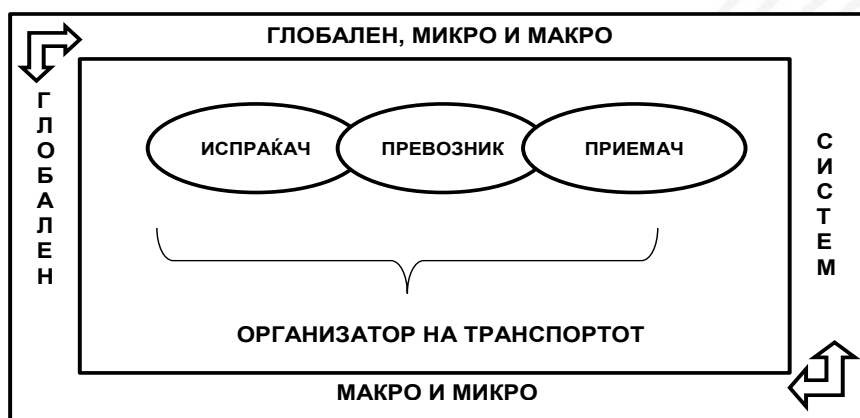 ГЛОБАЛЕН, МИКРО И МАКРО
ГЛОБАЛЕН
ИСПРАЌАЧ
ПРЕВОЗНИК
ПРИЕМАЧ
СИСТЕМ
ОРГАНИЗАТОР НА ТРАНСПОРТОТ
МАКРО И МИКРО